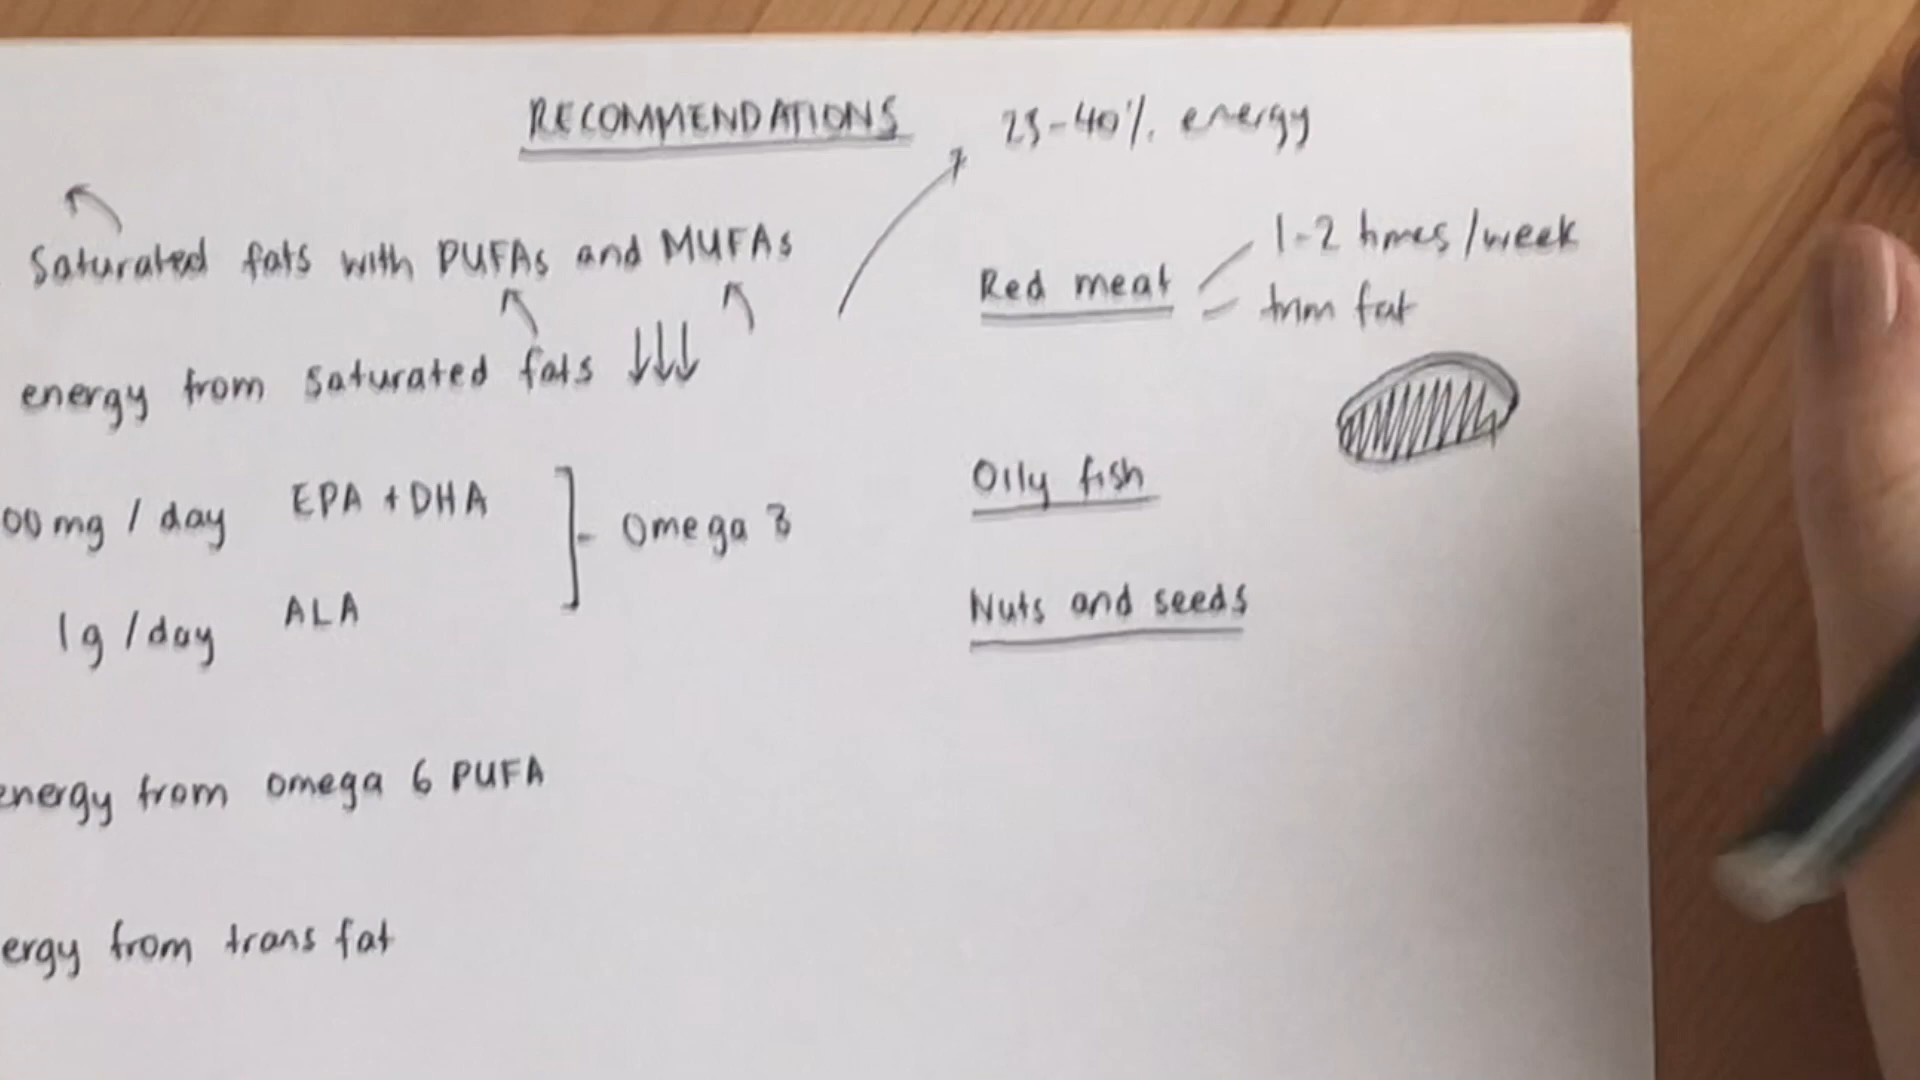 RECOMMENDATIONS
25-40% energy
Saturated fats with PUFAs and MUFAs
energy from saturated fats ↓↓↓
00mg / day EPA + DHA
1g /day ALA
Omega 3
energy from omega 6 PUFA
ergy from trans fat
Red meat
1-2 times /week
trim fat
Oily fish
Nuts and seeds